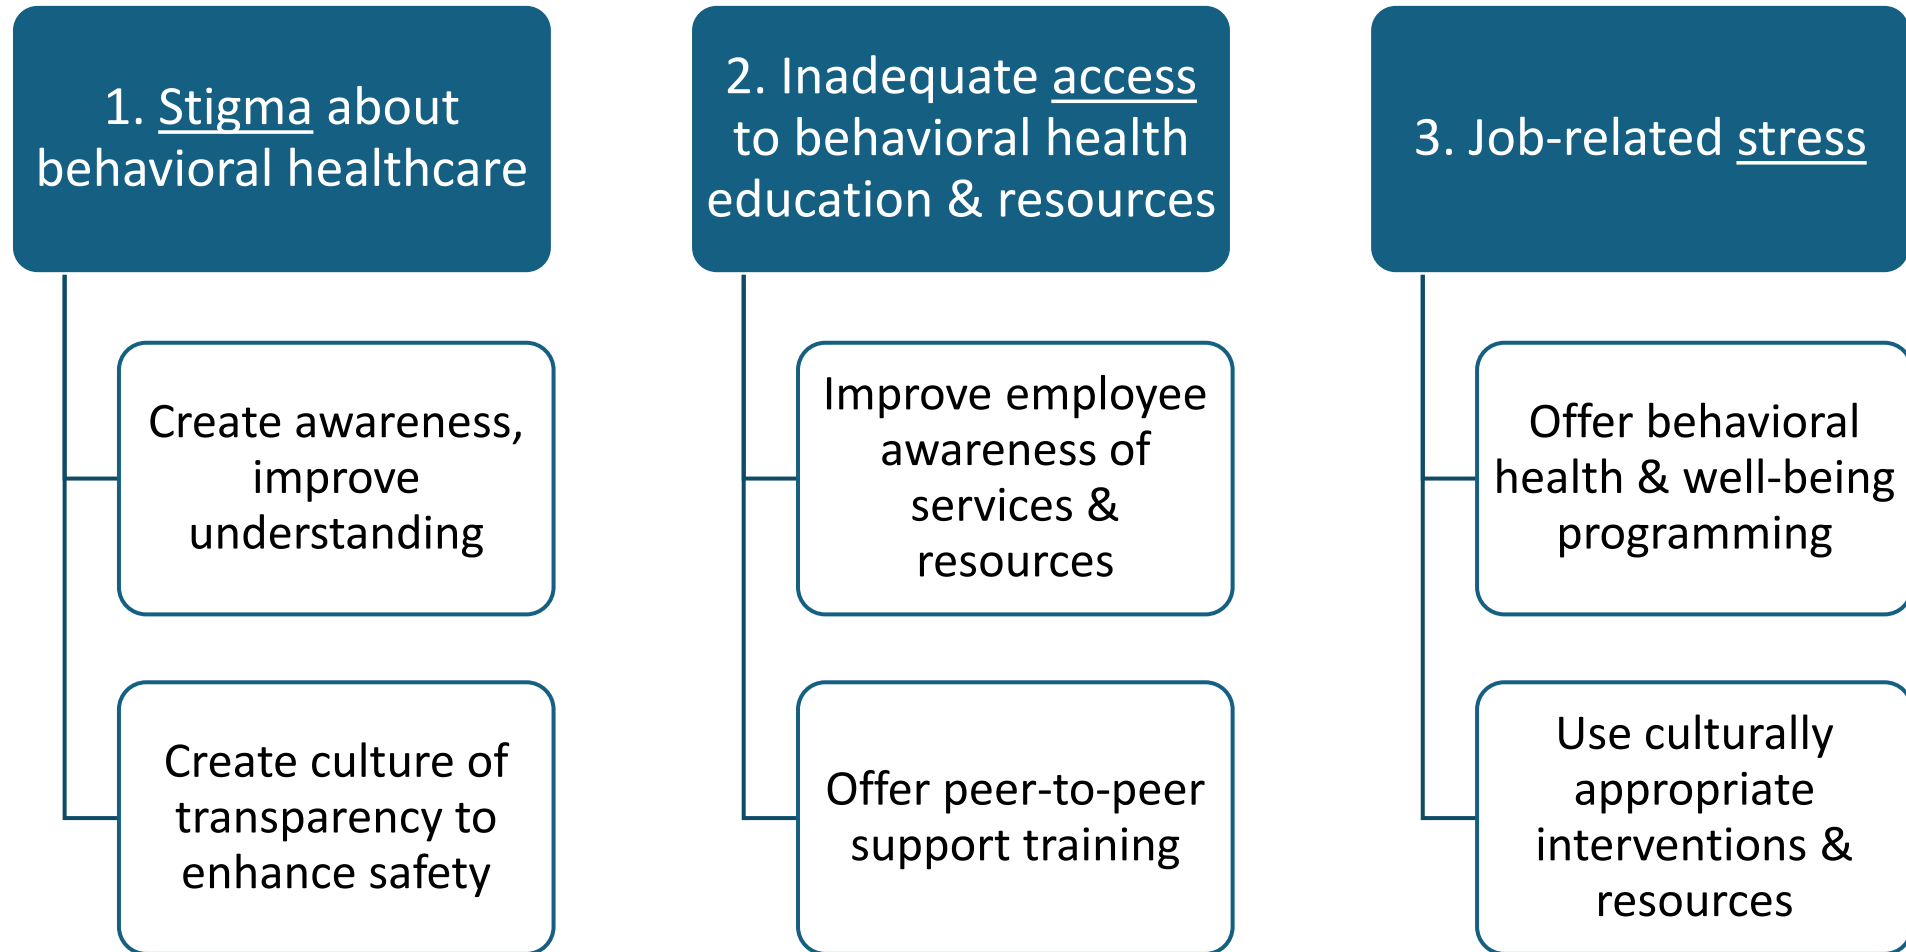 1. Stigma about
behavioral healthcare
Create awareness,
improve
understanding
Create culture of
transparency to
enhance safety
2. Inadequate access
to behavioral health
education & resources
Improve employee
awareness of
services &
resources
Offer peer-to-peer
support training
3. Job-related stress
Offer behavioral
health & well-being
programming
Use culturally
appropriate
interventions &
resources